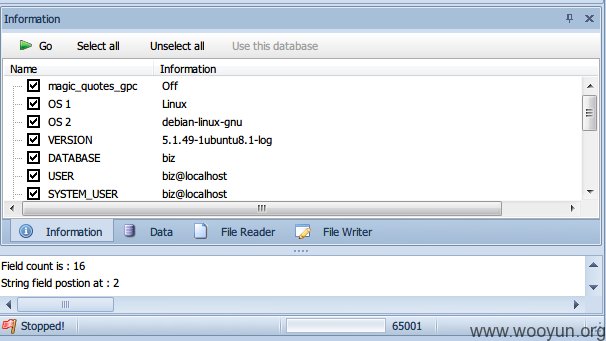 Information
Go Select all Unselect all Use this database
Name Information
magic_quotes_gpc Off
OS 1 Linux
OS 2 debian-linux-gnu
VERSION 5.1.49-1ubuntu8.1-log
DATABASE biz
USER biz@localhost
SYSTEM_USER biz@localhost
Information Data File Reader File Writer
Field count is : 16
String field postion at : 2
Stopped! 65001
www.wooyun.org